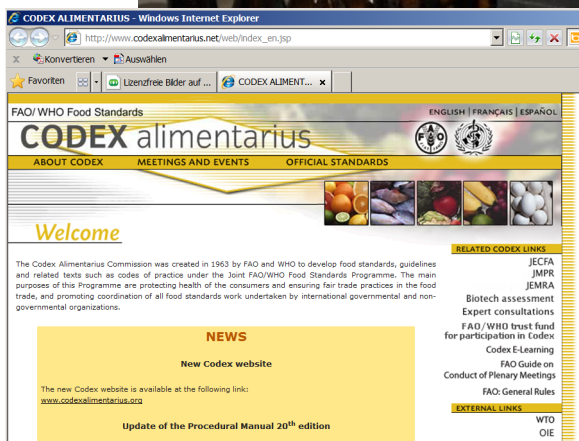 CODEX ALIMENTARIUS - Windows Internet Explorer
http://www.codexalimentarius.net/web/index_en.jsp
x Konvertieren Auswählen
Favoriten Lizenzfreie Bilder auf ... CODEX ALIMENT... x
FAO/ WHO Food Standards
ENGLISH | FRANÇAIS | ESPAÑOL
CODEX alimentarius
ABOUT CODEX MEETINGS AND EVENTS OFFICIAL STANDARDS
Welcome
The Codex Alimentarius Commission was created in 1963 by FAO and WHO to develop food standards, guidelines
and related texts such as codes of practice under the Joint FAO/WHO Food Standards Programme. The main
purposes of this Programme are protecting health of the consumers and ensuring fair trade practices in the food
trade, and promoting coordination of all food standards work undertaken by international governmental and non-
governmental organizations.
NEWS
New Codex website
The new Codex website is available at the following link:
www.codexalimentarius.org
Update of the Procedural Manual 20th edition
RELATED CODEX LINKS
JECFA
JMPR
JEMRA
Biotech assessment
Expert consultations
FAO/WHO trust fund
for participation in Codex
Codex E-Learning
FAO Guide on
Conduct of Plenary Meetings
FAO: General Rules
EXTERNAL LINKS
WTO
OIE